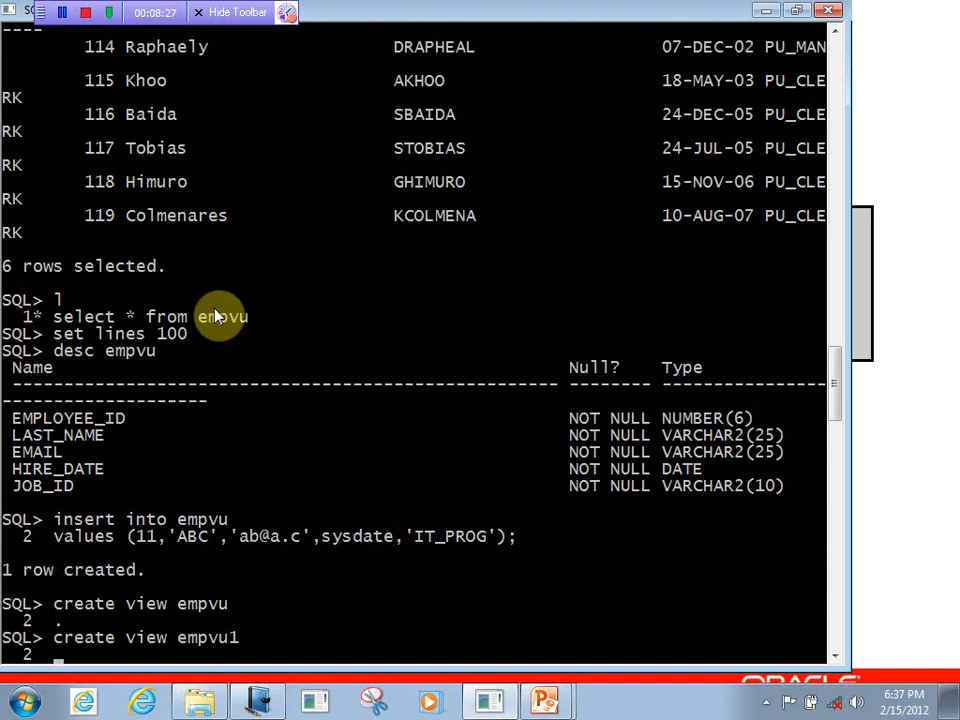 00:08:27 Hide Toolbar
----
114 Raphaely DRAPHEAL 07-DEC-02 PU_MAN
115 Khoo AKHOO 18-MAY-03 PU_CLE
RK
116 Baida SBAIDA 24-DEC-05 PU_CLE
RK
117 Tobias STOBIAS 24-JUL-05 PU_CLE
RK
118 Himuro GHIMURO 15-NOV-06 PU_CLE
RK
119 Colmenares KCOLMENA 10-AUG-07 PU_CLE
RK
6 rows selected.
SQL> l
1* select * from empvu
SQL> set lines 100
SQL> desc empvu
Name Null? Type
----------------------------------------------------- -------- ----------------
--------------------
EMPLOYEE_ID NOT NULL NUMBER(6)
LAST_NAME NOT NULL VARCHAR2(25)
EMAIL NOT NULL VARCHAR2(25)
HIRE_DATE NOT NULL DATE
JOB_ID NOT NULL VARCHAR2(10)
SQL> insert into empvu
2 values (11,'ABC','ab@a.c',sysdate,'IT_PROG');
1 row created.
SQL> create view empvu
2 .
SQL> create view empvu1
2
ORACLE
6:37 PM
2/15/2012